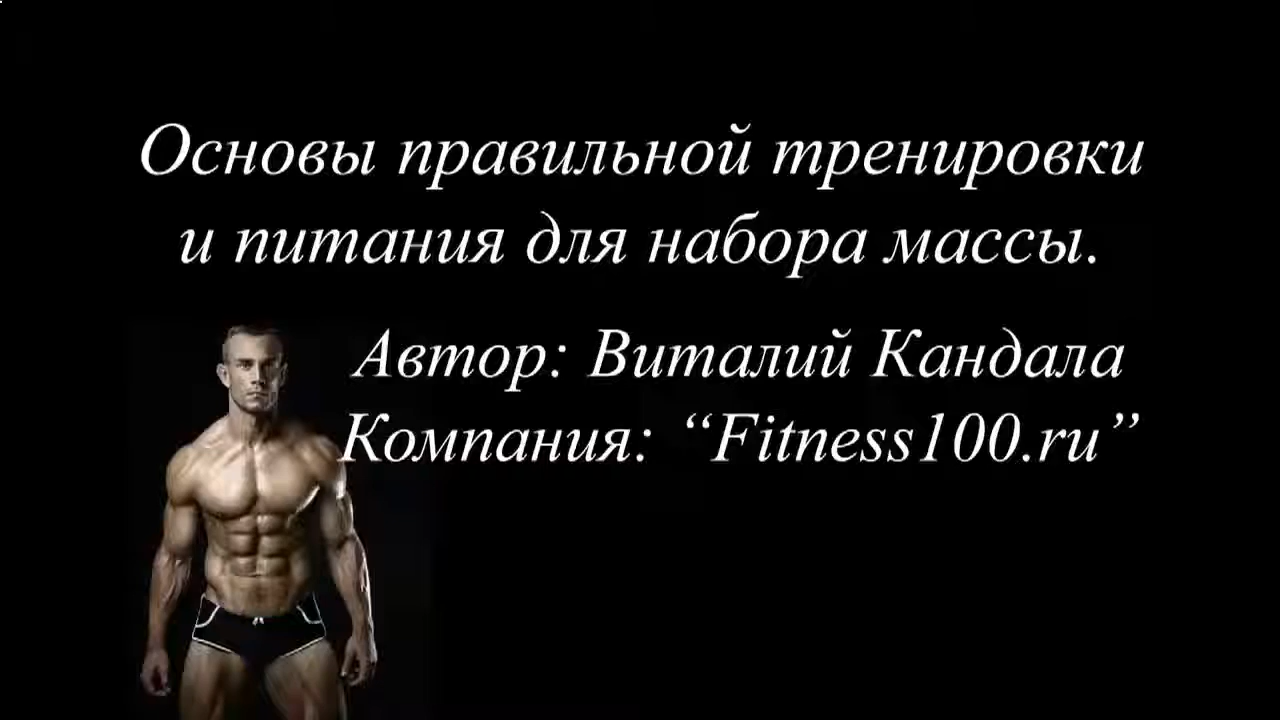 Основы правильной тренировки
и питания для набора массы.
Автор: Виталий Кандала
Компания: “Fitness100.ru”